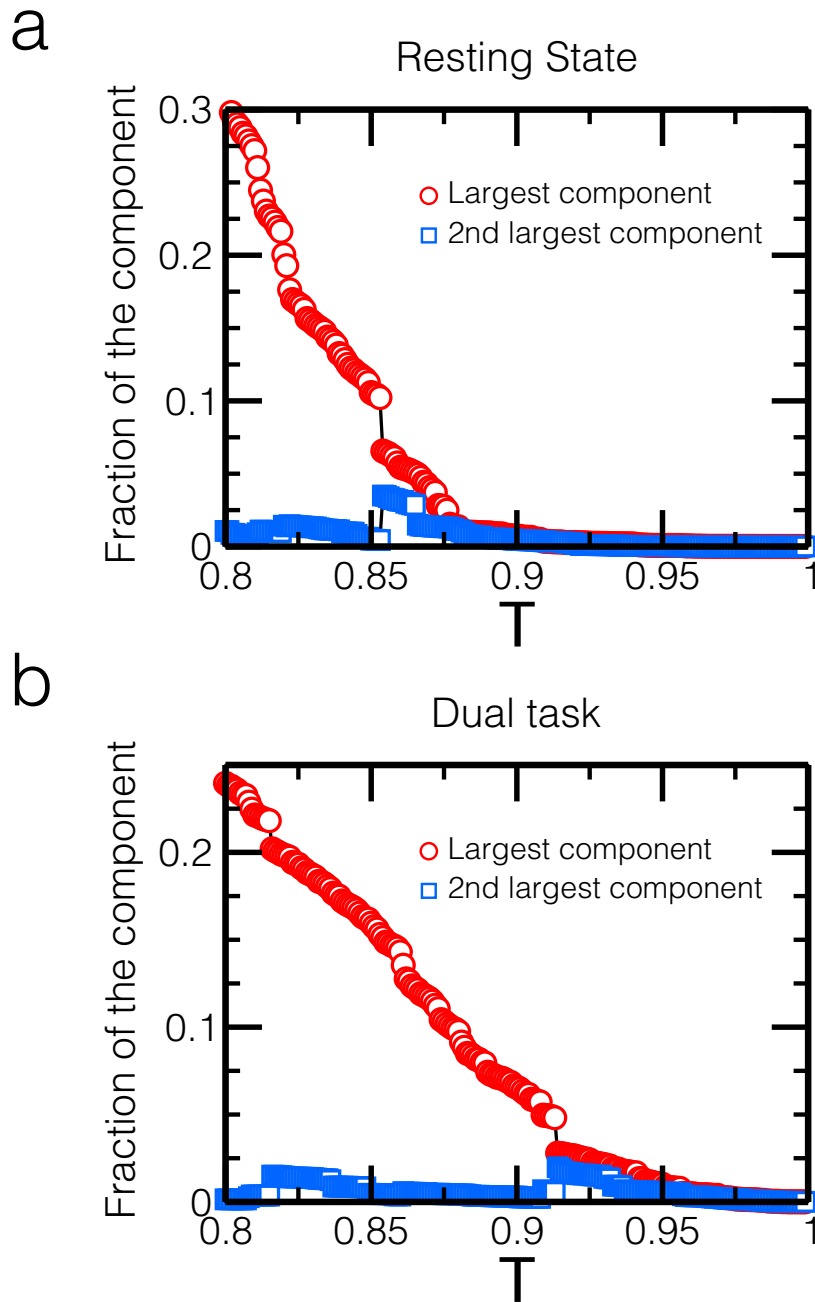 a
Resting State
Fraction of the component
0.3
0.2
0.1
0
Largest component
2nd largest component
0.8 0.85 0.9 0.95 1
T
b
Dual task
Fraction of the component
0.2
0.1
0
Largest component
2nd largest component
0.8 0.85 0.9 0.95 1
T